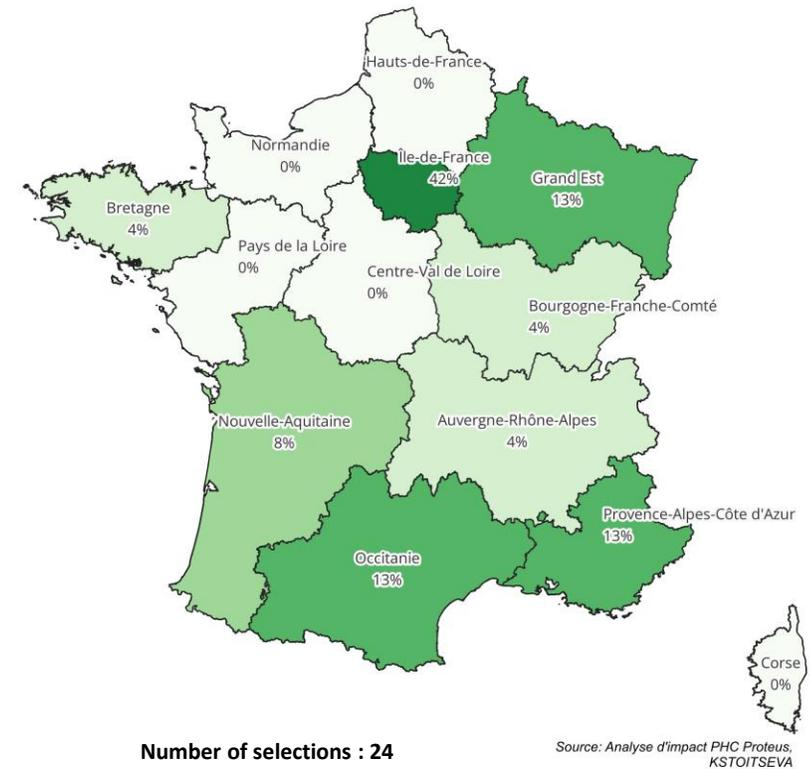 Hauts-de-France
0%
Normandie
0%
Île-de-France
42%
Grand Est
13%
Bretagne
4%
Pays de la Loire
0%
Centre-Val de Loire
0%
Bourgogne-Franche-Comté
4%
Nouvelle-Aquitaine
8%
Auvergne-Rhône-Alpes
4%
Provence-Alpes-Côte d'Azur
13%
Occitanie
13%
Corse
0%
Number of selections : 24
Source: Analyse d'impact PHC Proteus,
KSTOITSEVA